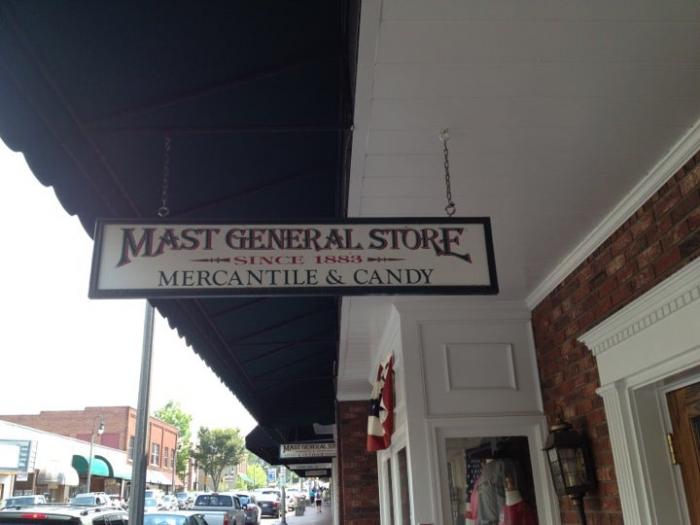 MAST GENERAL STORE
SINCE 1883
MERCANTILE & CANDY